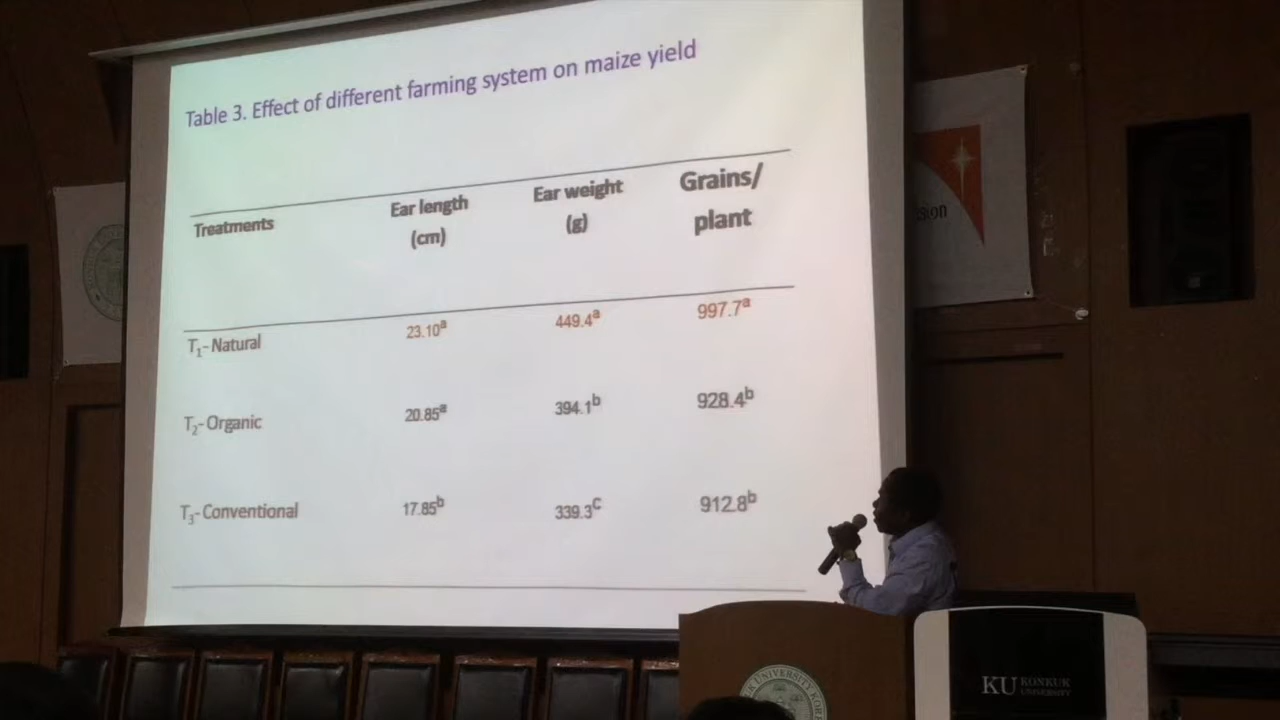 Table 3. Effect of different farming system on maize yield
Treatments
Ear length
(cm)
Ear weight
(g)
Grains/
plant
T₁- Natural
23.10ᵃ
449.4ᵃ
997.7ᵃ
T₂- Organic
20.85ᵃ
394.1ᵇ
928.4ᵇ
T₃- Conventional
17.85ᵇ
339.3ᶜ
912.8ᵇ
UNIVERSITY
KU KONKUK
UNIVERSITY